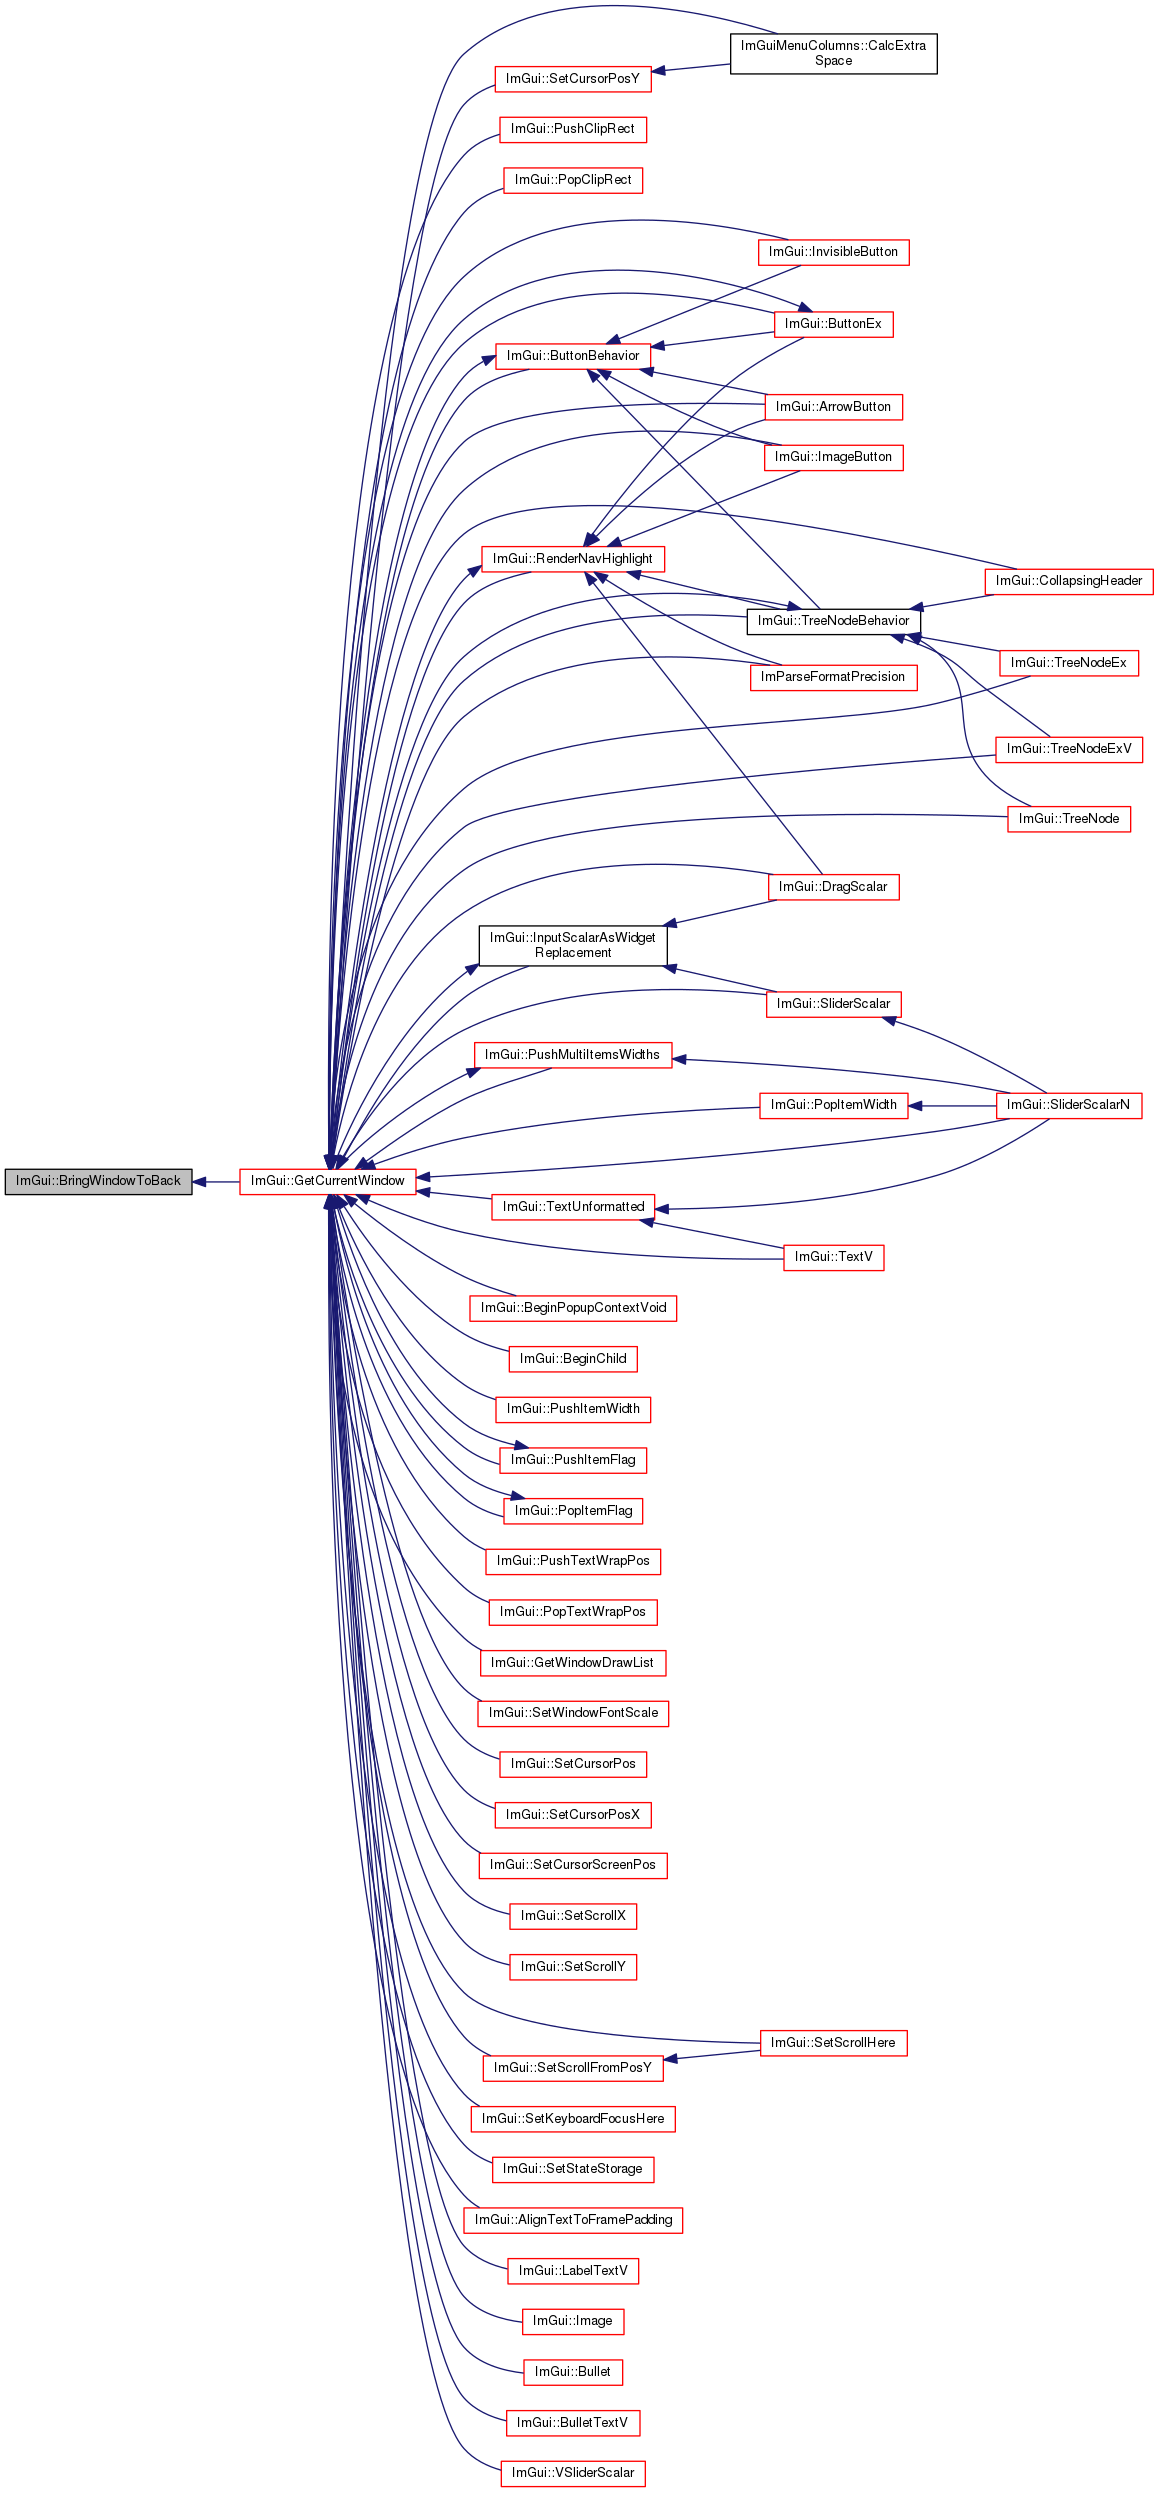 ImGuiMenuColumns::CalcExtra
Space
ImGui::SetCursorPosY
ImGui::PushClipRect
ImGui::PopClipRect
ImGui::InvisibleButton
ImGui::ButtonEx
ImGui::ButtonBehavior
ImGui::ArrowButton
ImGui::ImageButton
ImGui::RenderNavHighlight
ImGui::CollapsingHeader
ImGui::TreeNodeBehavior
ImGui::TreeNodeEx
ImParseFormatPrecision
ImGui::TreeNodeExV
ImGui::TreeNode
ImGui::DragScalar
ImGui::InputScalarAsWidget
Replacement
ImGui::SliderScalar
ImGui::PushMultiItemsWidths
ImGui::PopItemWidth
ImGui::SliderScalarN
ImGui::BringWindowToBack
ImGui::GetCurrentWindow
ImGui::TextUnformatted
ImGui::TextV
ImGui::BeginPopupContextVoid
ImGui::BeginChild
ImGui::PushItemWidth
ImGui::PushItemFlag
ImGui::PopItemFlag
ImGui::PushTextWrapPos
ImGui::PopTextWrapPos
ImGui::GetWindowDrawList
ImGui::SetWindowFontScale
ImGui::SetCursorPos
ImGui::SetCursorPosX
ImGui::SetCursorScreenPos
ImGui::SetScrollX
ImGui::SetScrollY
ImGui::SetScrollHere
ImGui::SetScrollFromPosY
ImGui::SetKeyboardFocusHere
ImGui::SetStateStorage
ImGui::AlignTextToFramePadding
ImGui::LabelTextV
ImGui::Image
ImGui::Bullet
ImGui::BulletTextV
ImGui::VSliderScalar